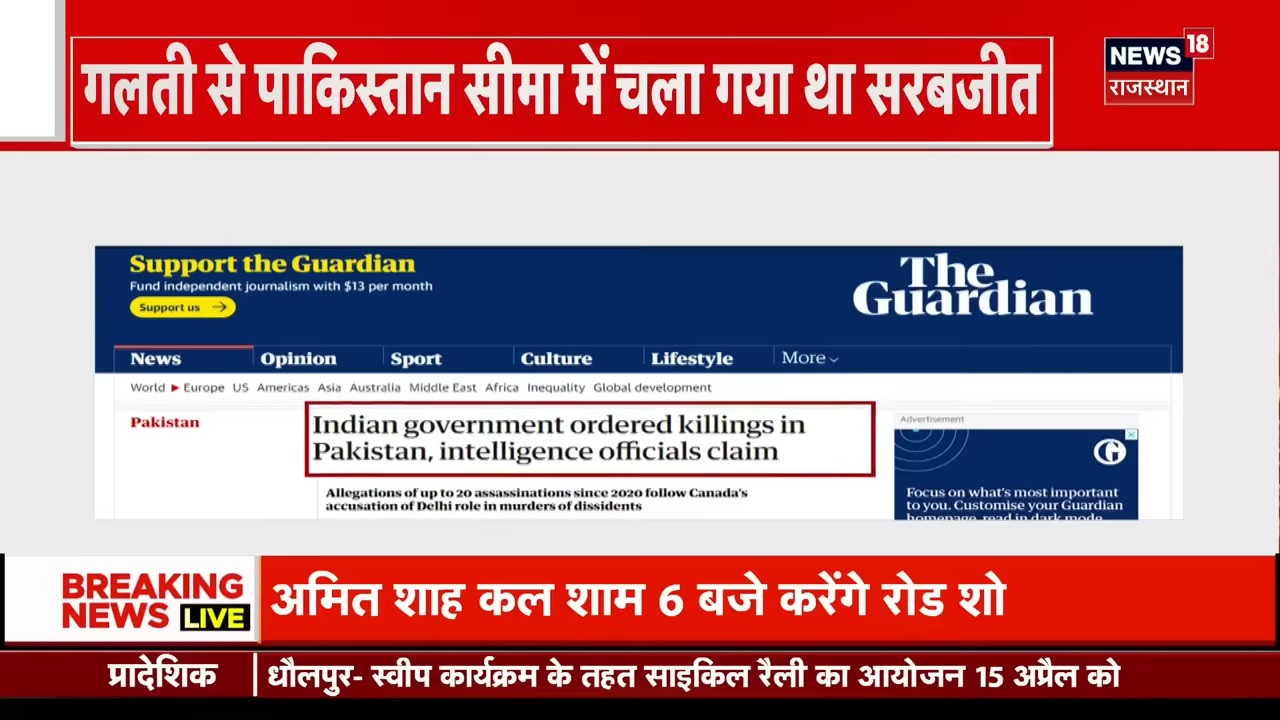 गलती से पाकिस्तान सीमा में चला गया था सरबजीत
NEWS 18
राजस्थान
Support the Guardian
Fund independent journalism with $13 per month
Support us →
The
Guardian
News Opinion Sport Culture Lifestyle More
World ▶ Europe US Americas Asia Australia Middle East Africa Inequality Global development
Pakistan
Indian government ordered killings in
Pakistan, intelligence officials claim
Allegations of up to 20 assassinations since 2020 follow Canada's
accusation of Delhi role in murders of dissidents
Advertisement
G
Focus on what's most important
to you. Customise your Guardian
homepage, read in dark mode
BREAKING
NEWS LIVE
अमित शाह कल शाम 6 बजे करेंगे रोड शो
प्रादेशिक
धौलपुर- स्वीप कार्यक्रम के तहत साइकिल रैली का आयोजन 15 अप्रैल को